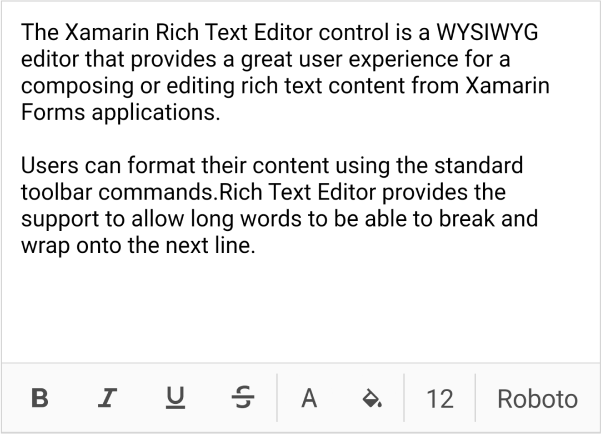 The Xamarin Rich Text Editor control is a WYSIWYG
editor that provides a great user experience for a
composing or editing rich text content from Xamarin
Forms applications.
Users can format their content using the standard
toolbar commands.Rich Text Editor provides the
support to allow long words to be able to break and
wrap onto the next line.
B I U S A 12 Roboto